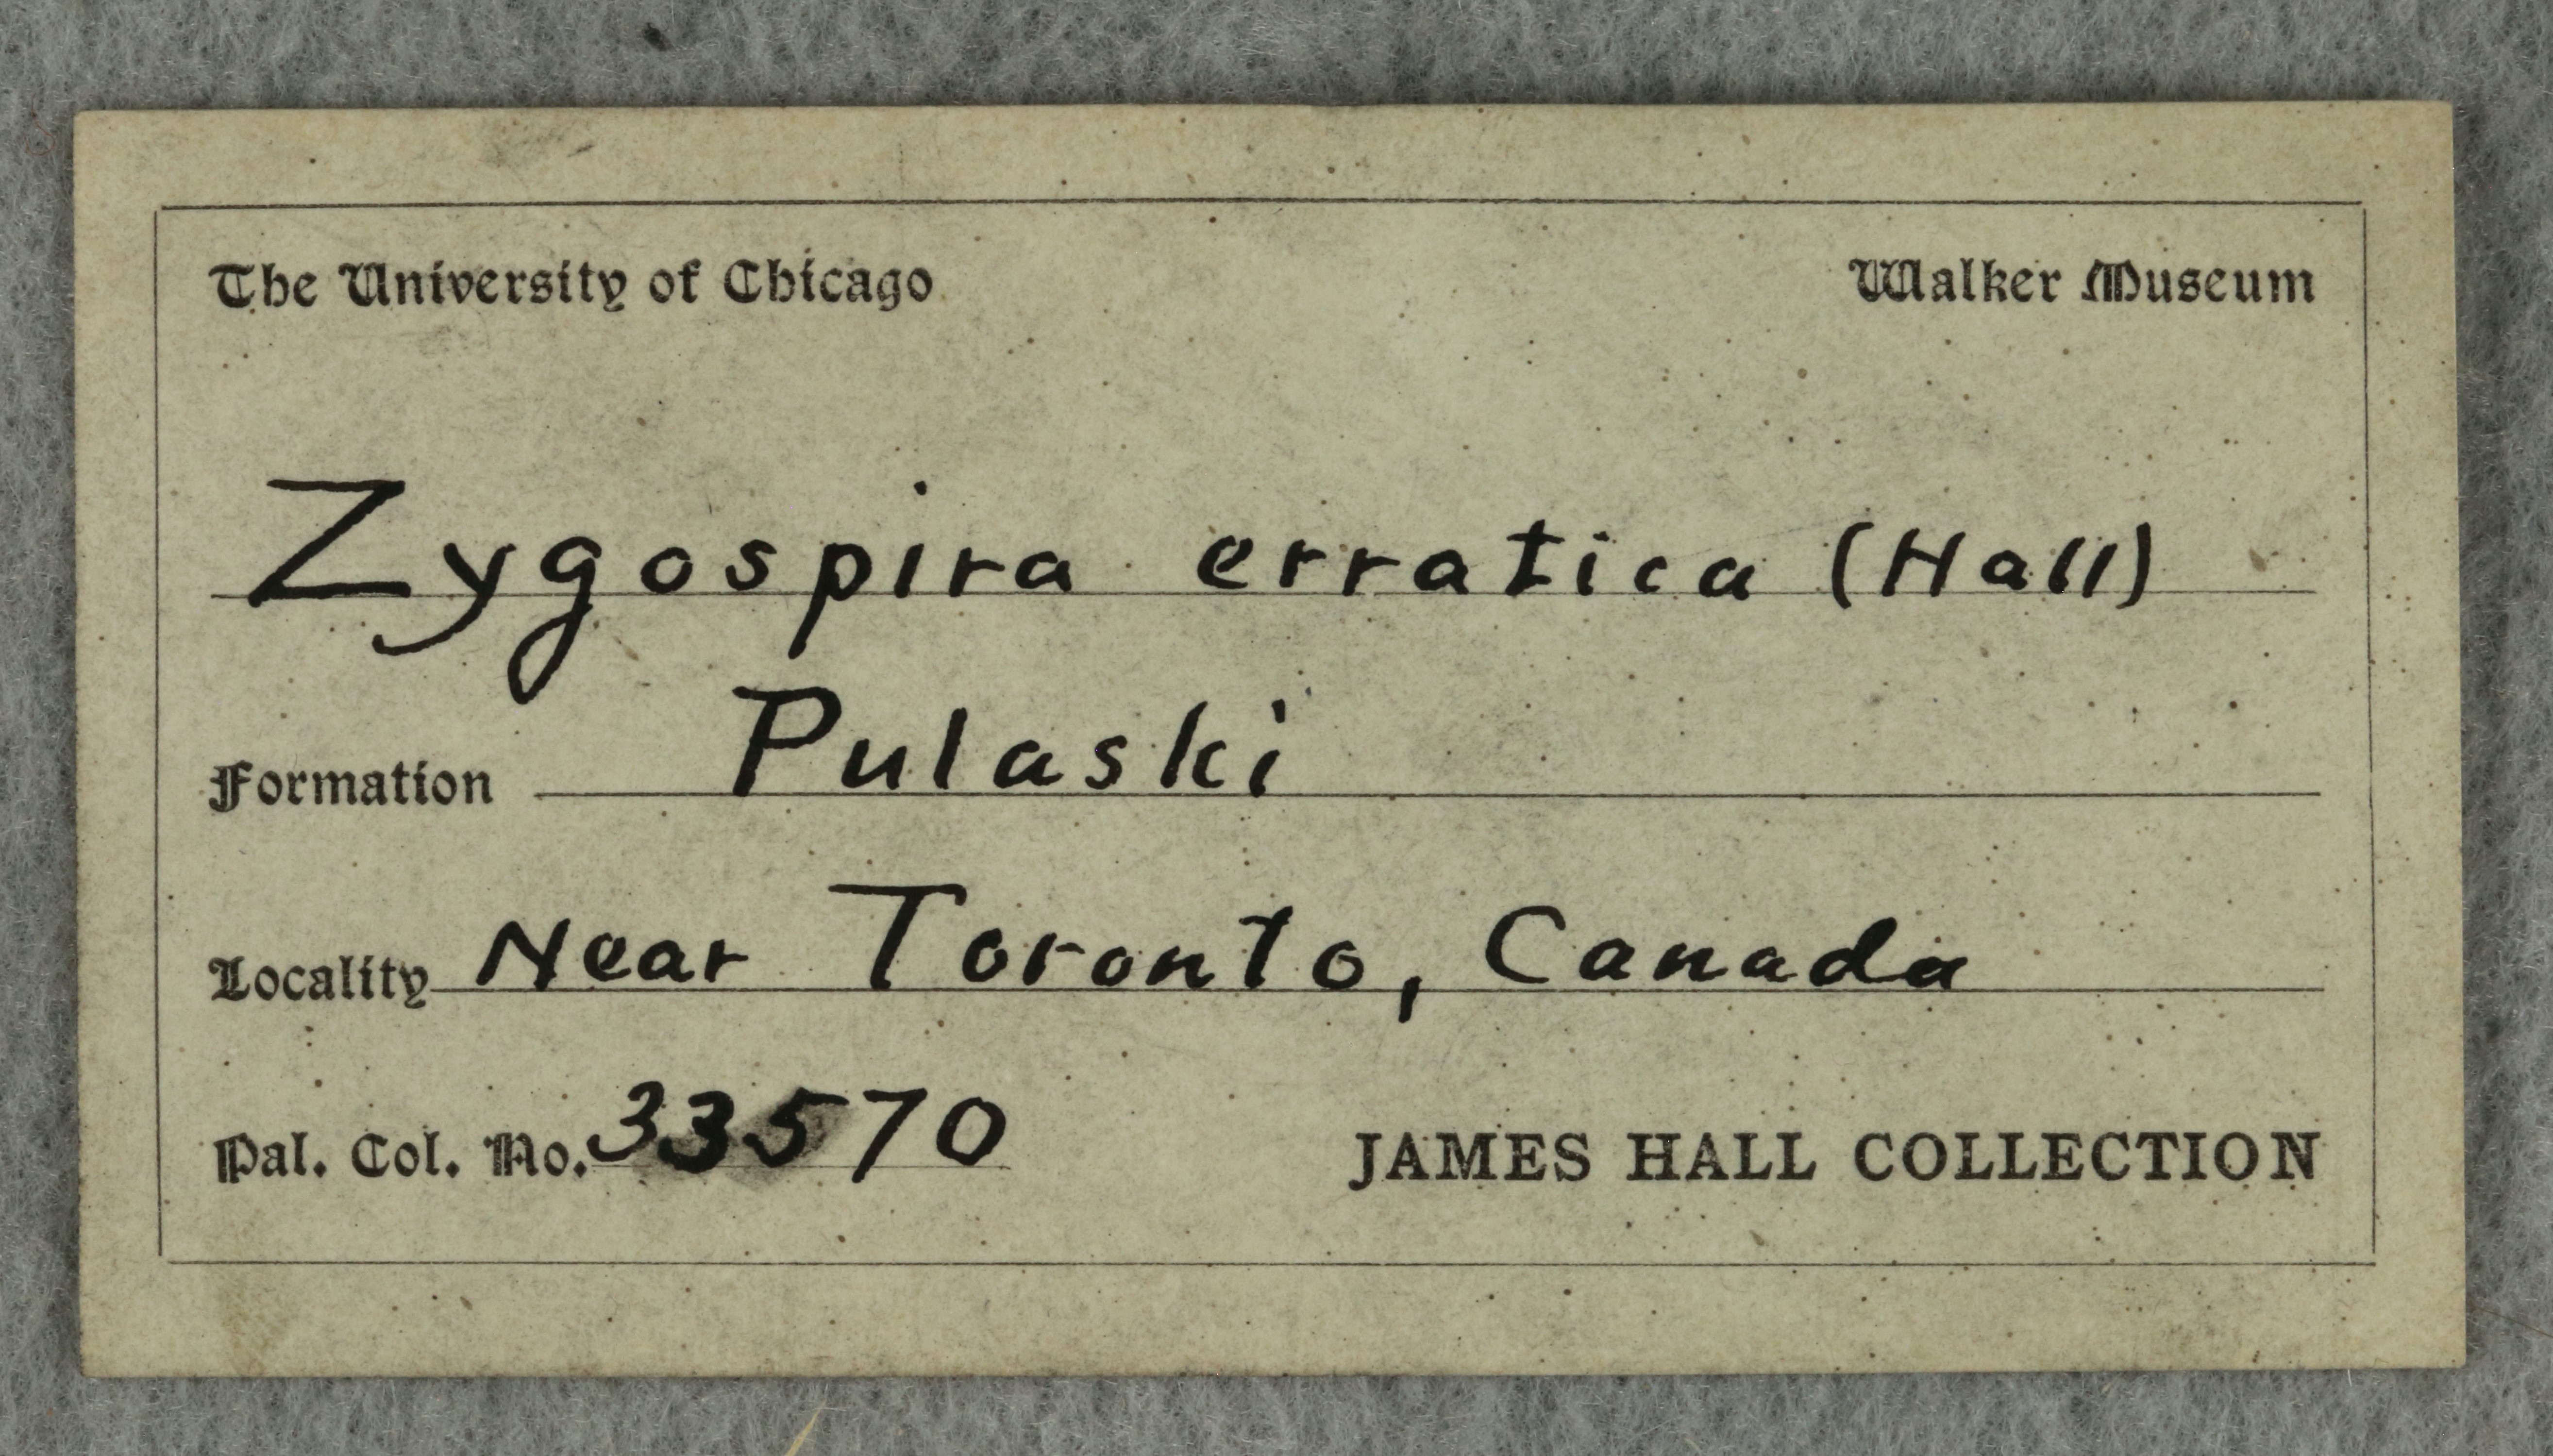 The University of Chicago Walker Museum
Zygospira erratica (Hall)
Formation Pulaski
Locality Near Toronto, Canada
Pal. Col. No. 33570 JAMES HALL COLLECTION